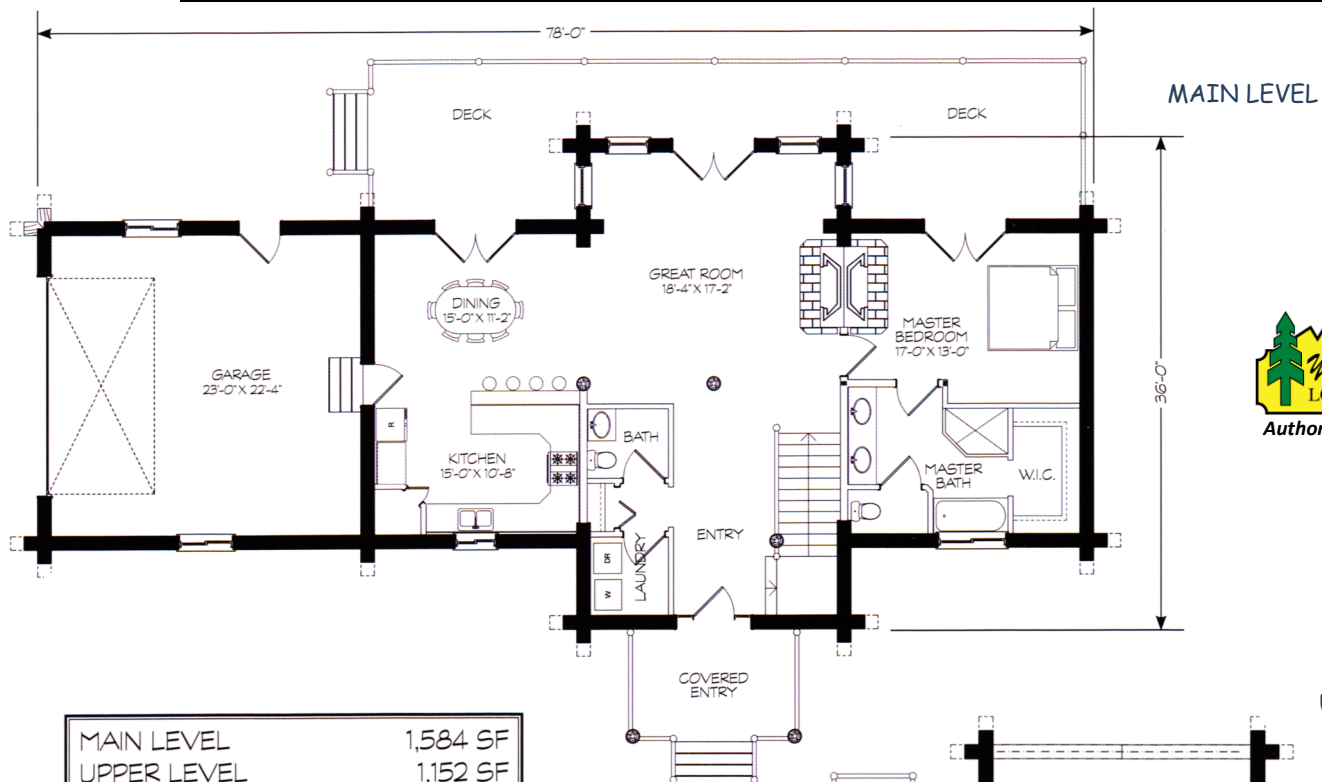 78'-0"
MAIN LEVEL
DECK
DECK
GREAT ROOM
18'-4" X 17'-2"
DINING
15'-0" X 11'-2"
MASTER
BEDROOM
17'-0" X 13'-0"
GARAGE
23'-0" X 22'-4"
36'-0"
R
KITCHEN
15'-0" X 10'-8"
BATH
MASTER
BATH
W.I.C.
ENTRY
LAUNDRY
DR
W
COVERED
ENTRY
MAIN LEVEL 1,584 SF
UPPER LEVEL 1,152 SF